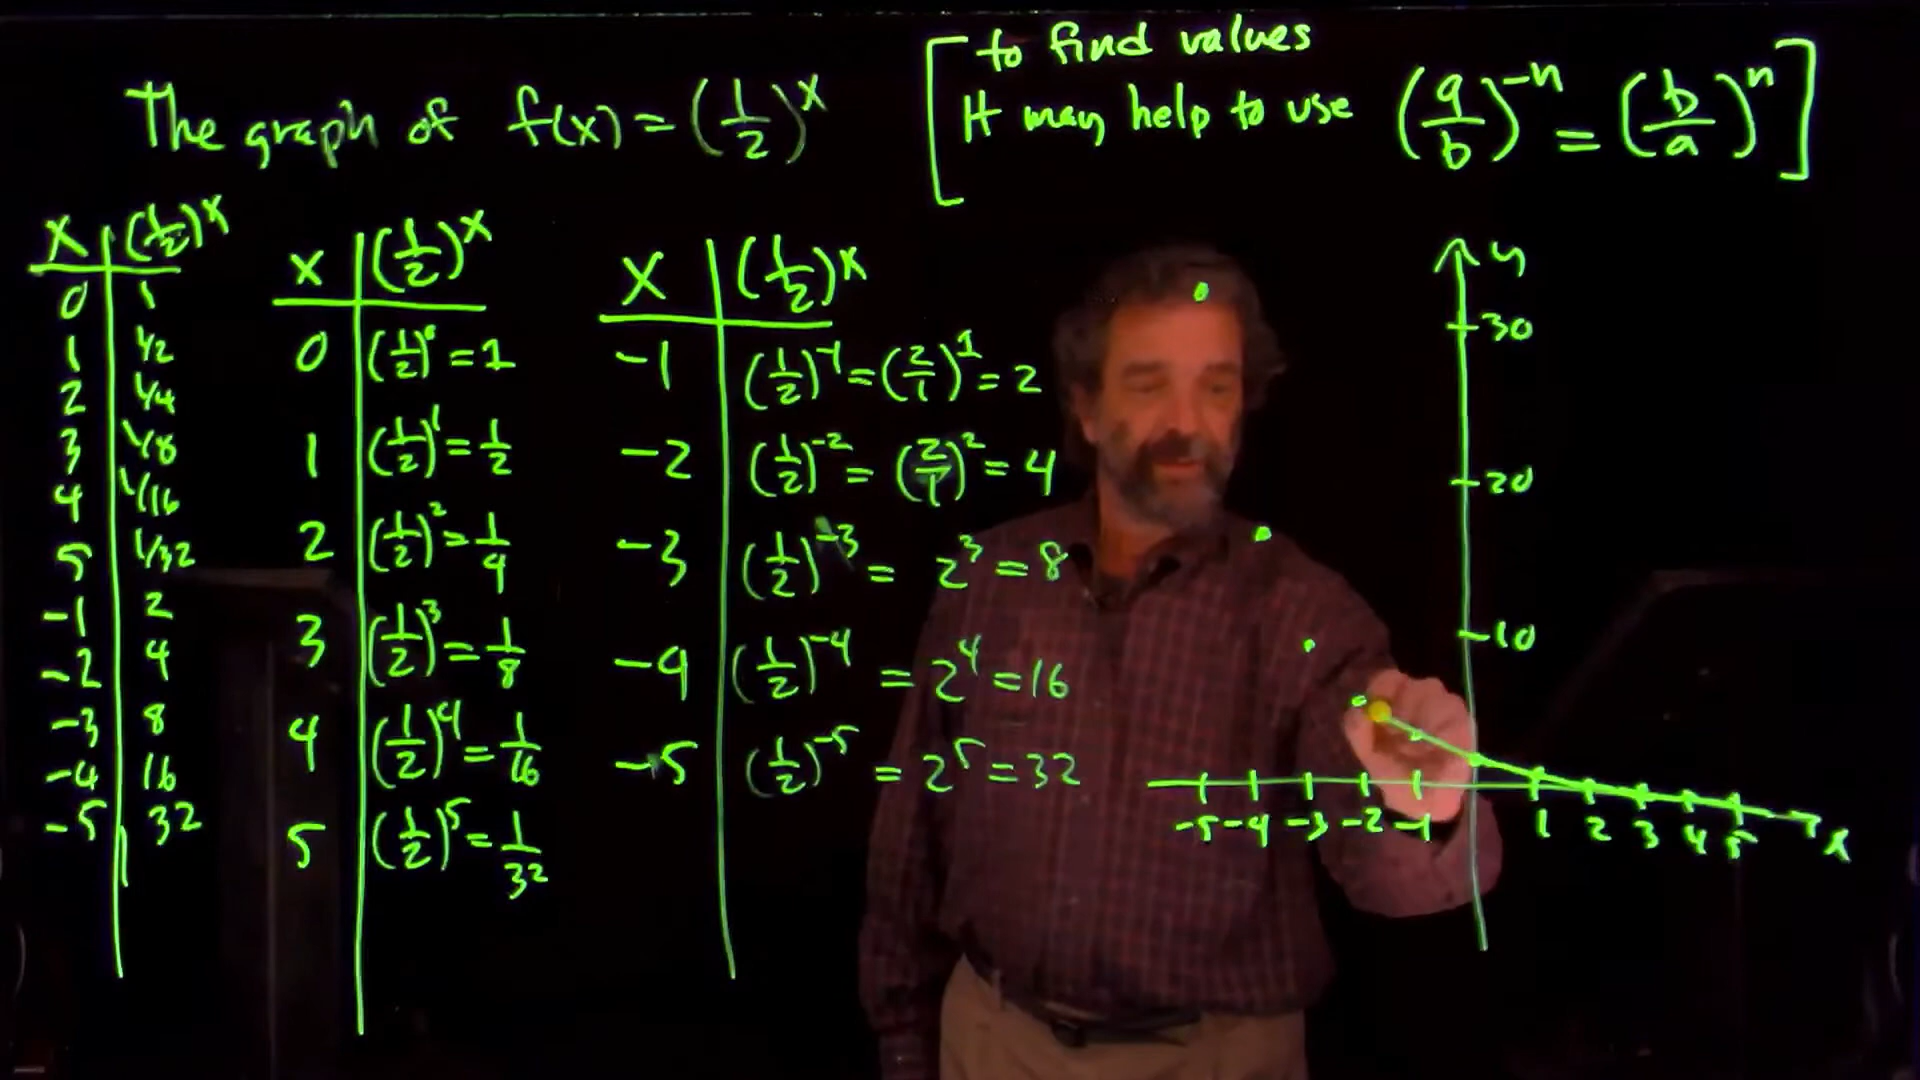 to find values
The graph of f(x) = (1/2)^x
[It may help to use (a/b)^-n = (b/a)^n]
x | (1/2)^x
0 | 1
1 | 1/2
2 | 1/4
3 | 1/8
4 | 1/16
5 | 1/32
-1 | 2
-2 | 4
-3 | 8
-4 | 16
-5 | 32
x | (1/2)^x
0 | (1/2)^0 = 1
1 | (1/2)^1 = 1/2
2 | (1/2)^2 = 1/4
3 | (1/2)^3 = 1/8
4 | (1/2)^4 = 1/16
5 | (1/2)^5 = 1/32
x | (1/2)^x
-1 | (1/2)^-1 = (2/1)^1 = 2
-2 | (1/2)^-2 = (2/1)^2 = 4
-3 | (1/2)^-3 = 2^3 = 8
-4 | (1/2)^-4 = 2^4 = 16
-5 | (1/2)^-5 = 2^5 = 32
y
30
20
10
-5 -4 -3 -2 -1 1 2 3 4 5 x